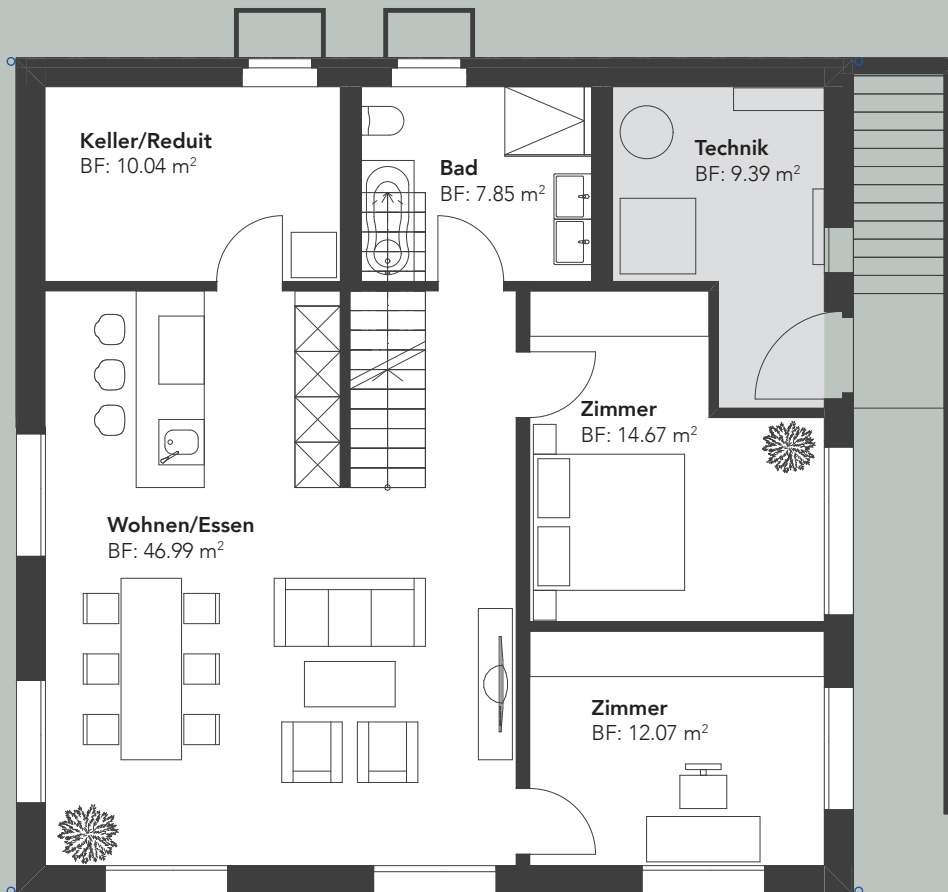 Keller/Reduit
BF: 10.04 m²
Bad
BF: 7.85 m²
Technik
BF: 9.39 m²
Zimmer
BF: 14.67 m²
Wohnen/Essen
BF: 46.99 m²
Zimmer
BF: 12.07 m²